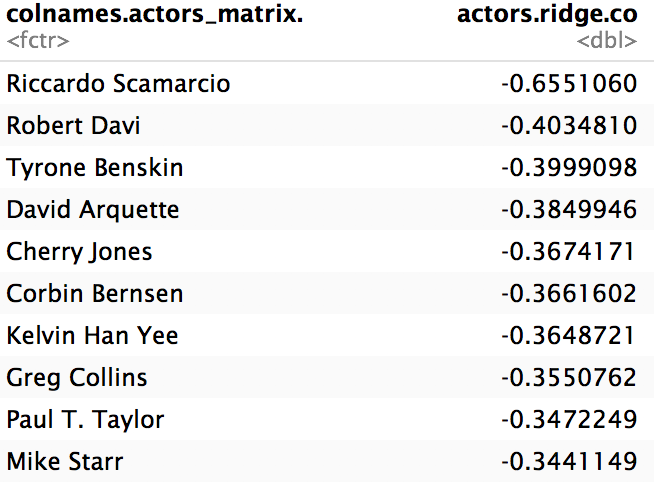 colnames.actors_matrix. actors.ridge.co
<fctr> <dbl>
Riccardo Scamarcio -0.6551060
Robert Davi -0.4034810
Tyrone Benskin -0.3999098
David Arquette -0.3849946
Cherry Jones -0.3674171
Corbin Bernsen -0.3661602
Kelvin Han Yee -0.3648721
Greg Collins -0.3550762
Paul T. Taylor -0.3472249
Mike Starr -0.3441149